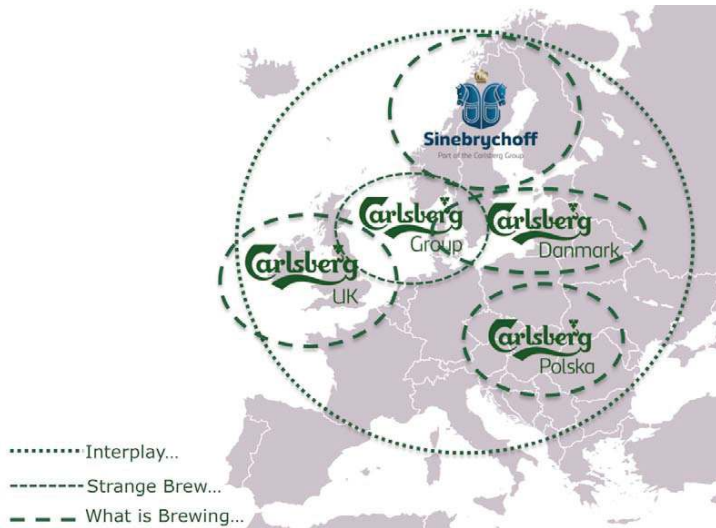 Sinebrychoff
Part of the Carlsberg Group
Carlsberg
Group
Carlsberg
Danmark
Carlsberg
UK
Carlsberg
Polska
Interplay...
Strange Brew...
What is Brewing...